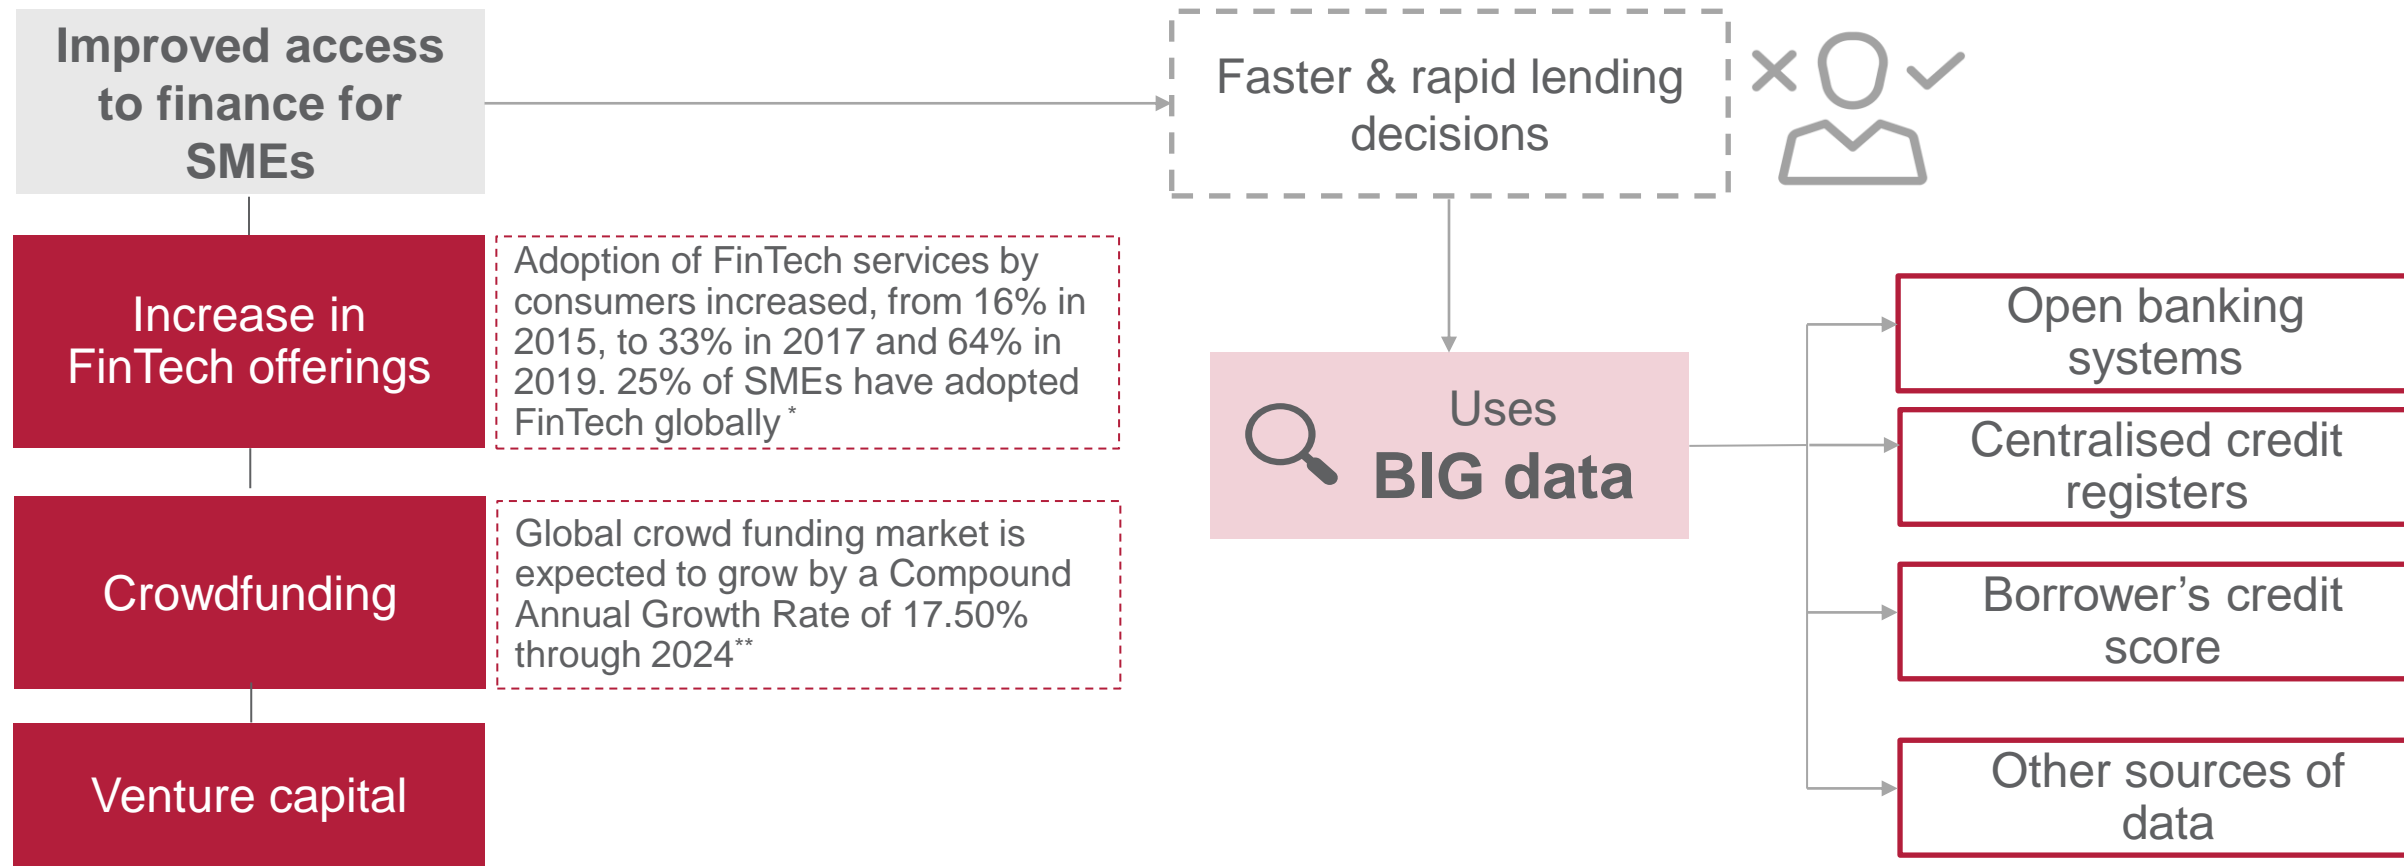 Improved access
to finance for
SMEs
Faster & rapid lending
decisions
Increase in
FinTech offerings
Adoption of FinTech services by
consumers increased, from 16% in
2015, to 33% in 2017 and 64% in
2019. 25% of SMEs have adopted
FinTech globally *
Crowdfunding
Global crowd funding market is
expected to grow by a Compound
Annual Growth Rate of 17.50%
through 2024**
Venture capital
Uses
BIG data
Open banking
systems
Centralised credit
registers
Borrower’s credit
score
Other sources of
data